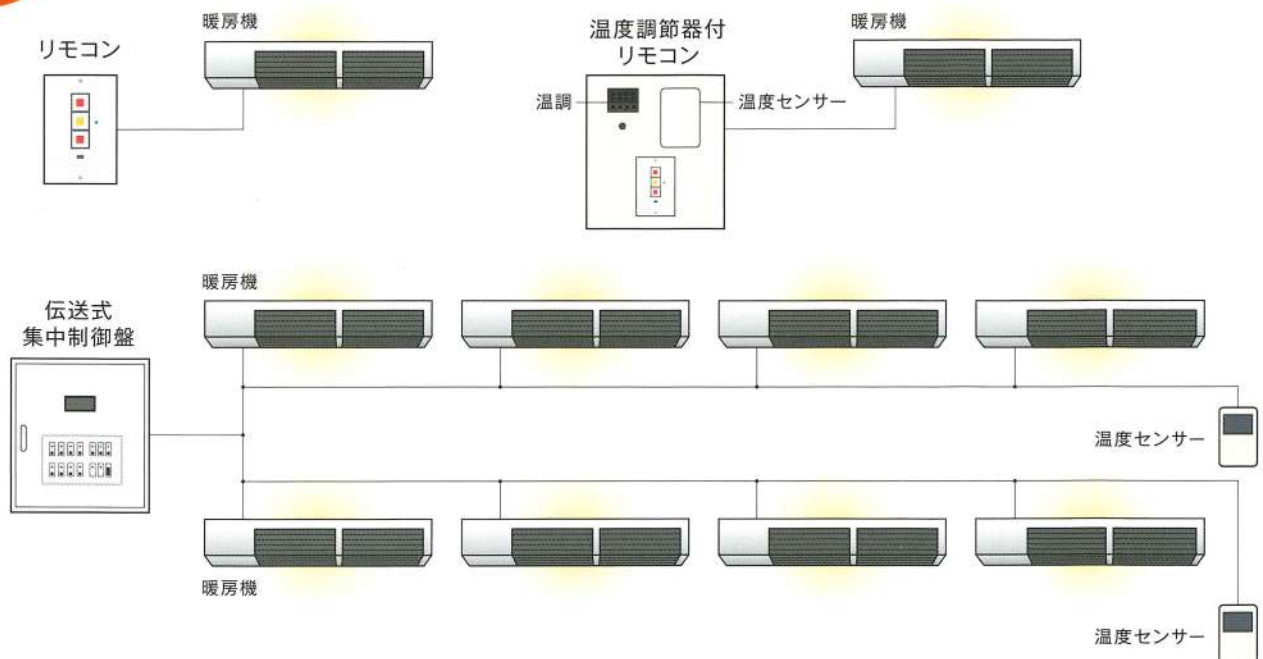 暖房機
リモコン
温度調節器付
リモコン
暖房機
温調
温度センサー
暖房機
伝送式
集中制御盤
温度センサー
暖房機
温度センサー